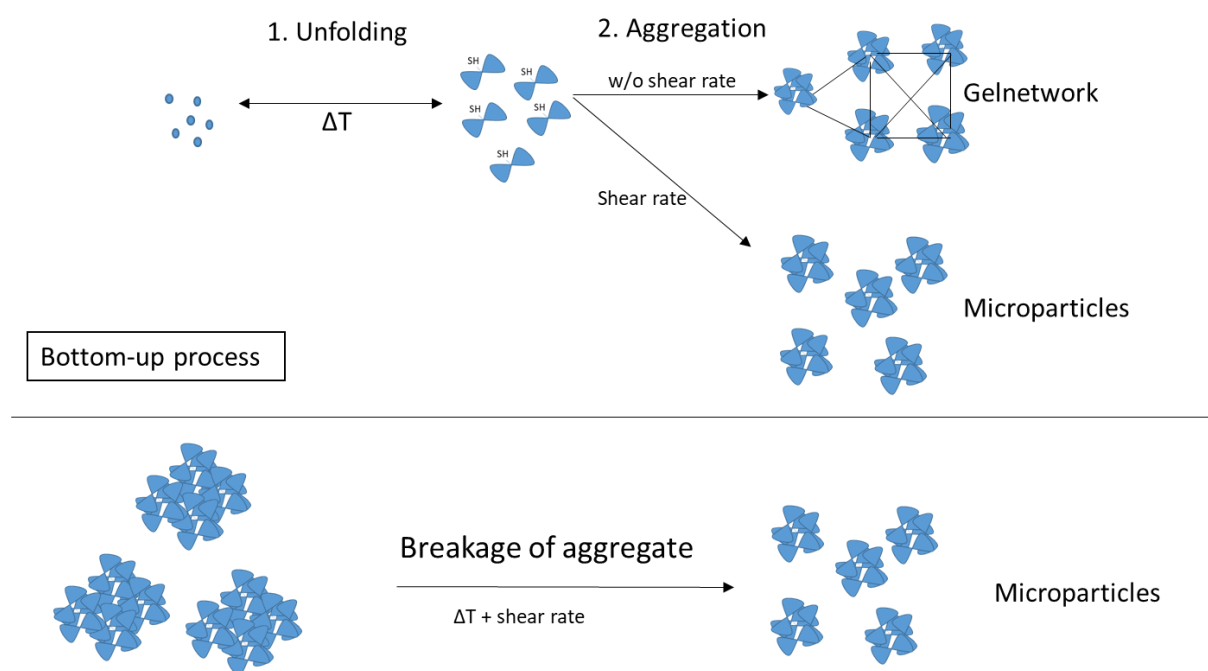 1. Unfolding
2. Aggregation
SH
SH
SH
SH
SH
ΔT
w/o shear rate
Gelnetwork
Shear rate
Microparticles
Bottom-up process
Breakage of aggregate
ΔT + shear rate
Microparticles